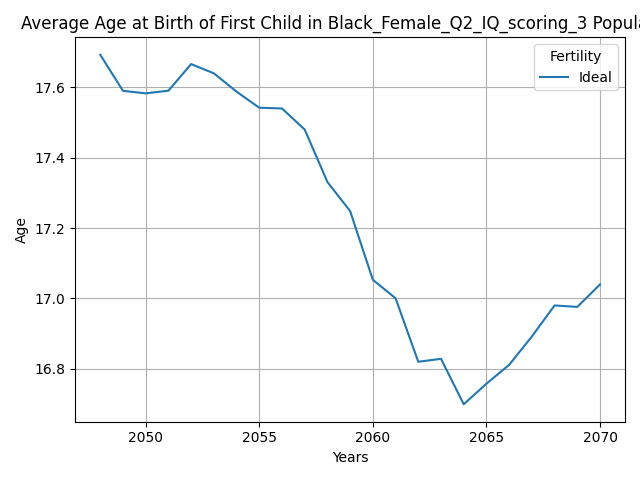 Average Age at Birth of First Child in Black_Female_Q2_IQ_scoring_3 Popula
Fertility
Ideal
17.6
17.4
17.2
17.0
16.8
Age
2050 2055 2060 2065 2070
Years